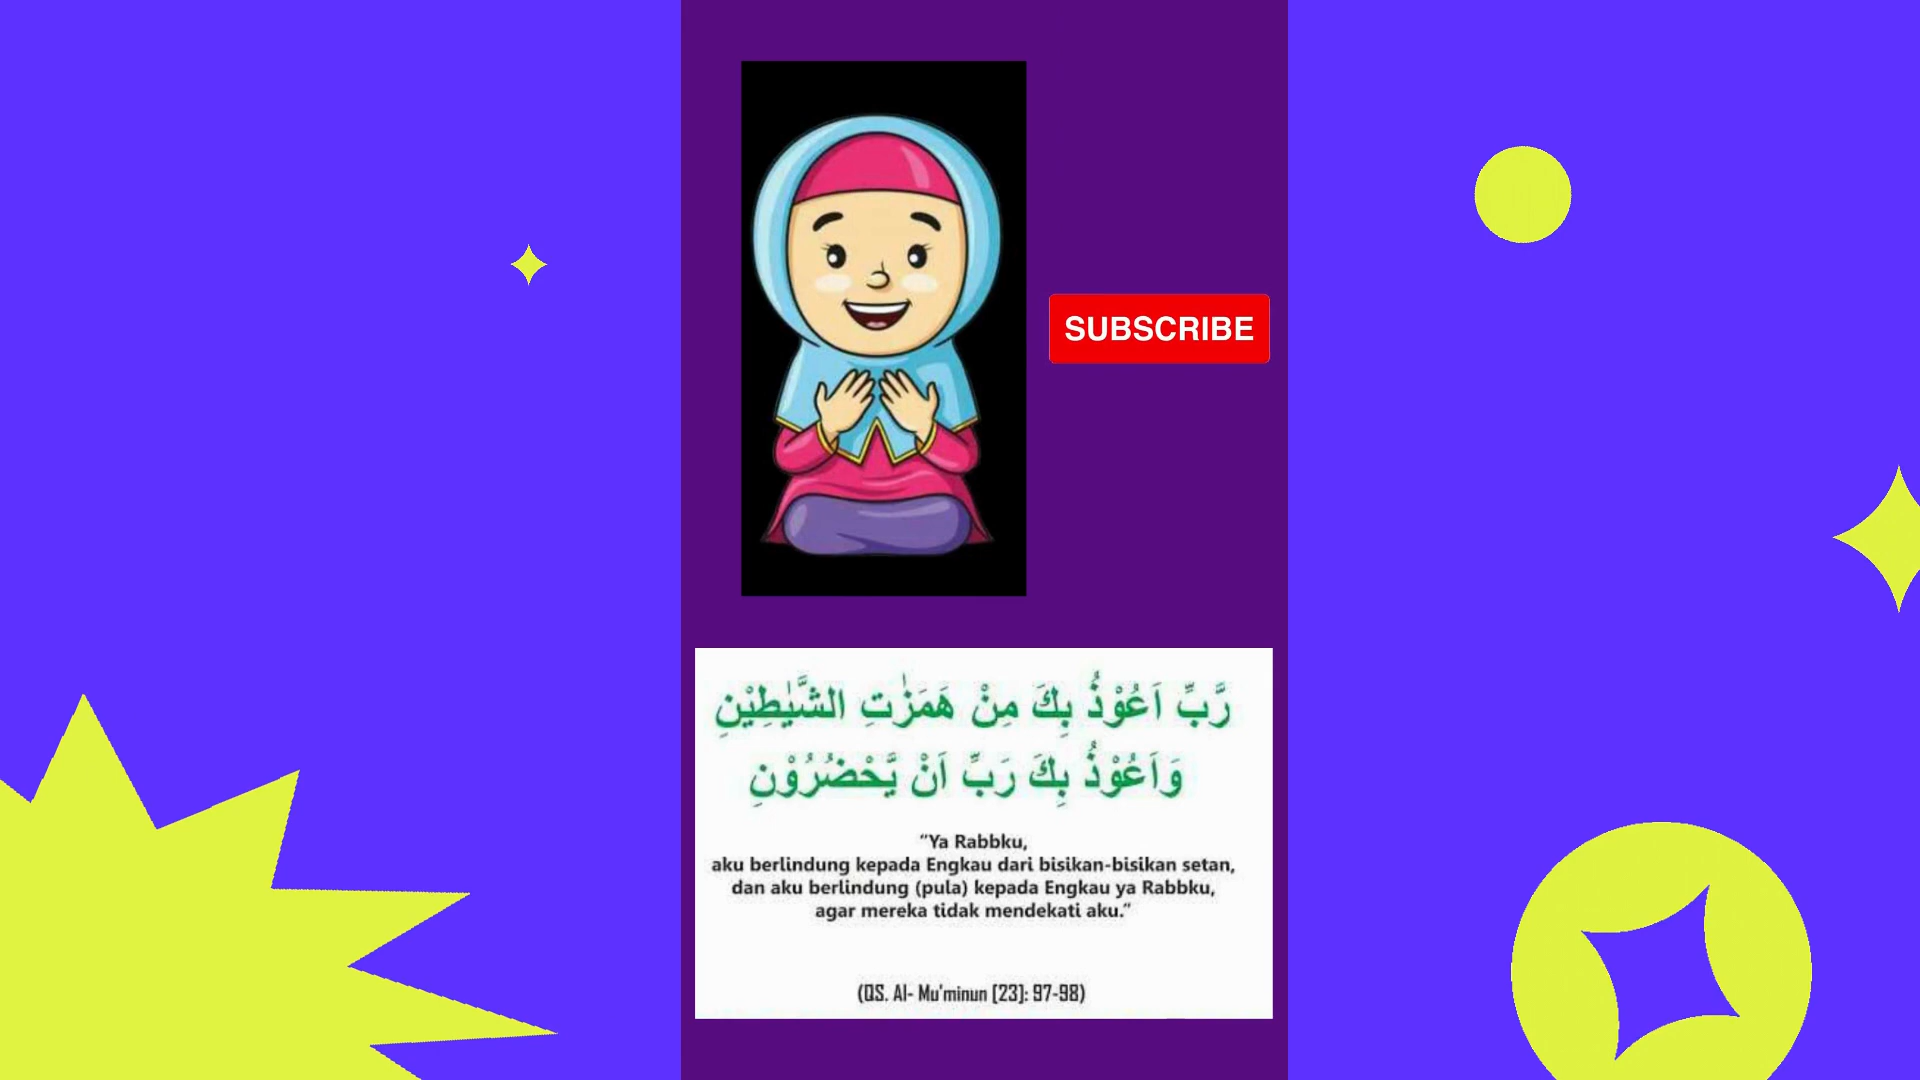 SUBSCRIBE
رَّبِّ اَعُوْذُ بِكَ مِنْ هَمَزٰتِ الشَّيٰطِيْنِ
وَاَعُوْذُ بِكَ رَبِّ اَنْ يَّحْضُرُوْنِ
“Ya Rabbku,
aku berlindung kepada Engkau dari bisikan-bisikan setan,
dan aku berlindung (pula) kepada Engkau ya Rabbku,
agar mereka tidak mendekati aku.”
(QS. Al- Mu'minun [23]: 97-98)